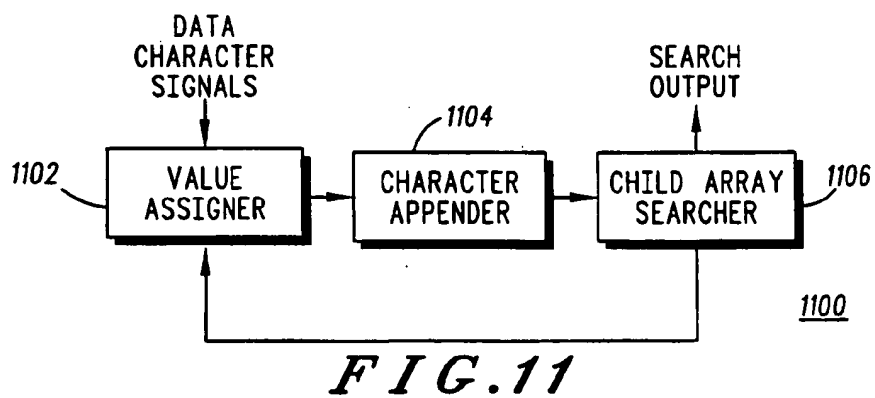 DATA
CHARACTER
SIGNALS
SEARCH
OUTPUT
1104
1102
VALUE
ASSIGNER
CHARACTER
APPENDER
CHILD ARRAY
SEARCHER
1106
1100
FIG.11